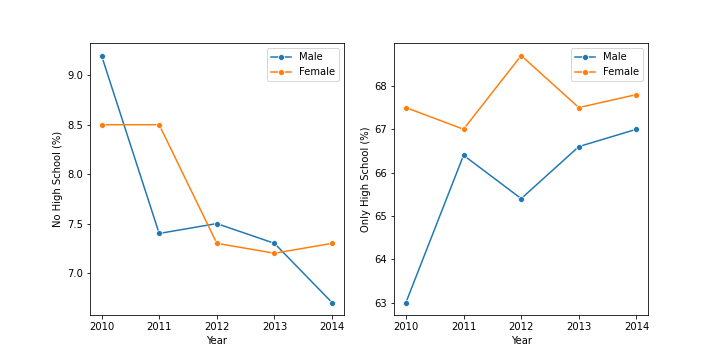 Male
Female
9.0
8.5
8.0
7.5
7.0
No High School (%)
2010 2011 2012 2013 2014
Year
Male
Female
68
67
66
65
64
63
Only High School (%)
2010 2011 2012 2013 2014
Year